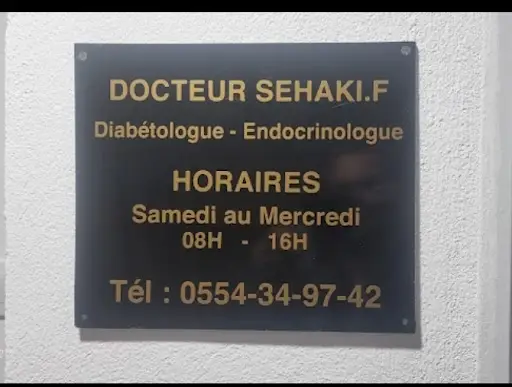 DOCTEUR SEHAKI.F
Diabétologue - Endocrinologue
HORAIRES
Samedi au Mercredi
08H - 16H
Tél : 0554-34-97-42